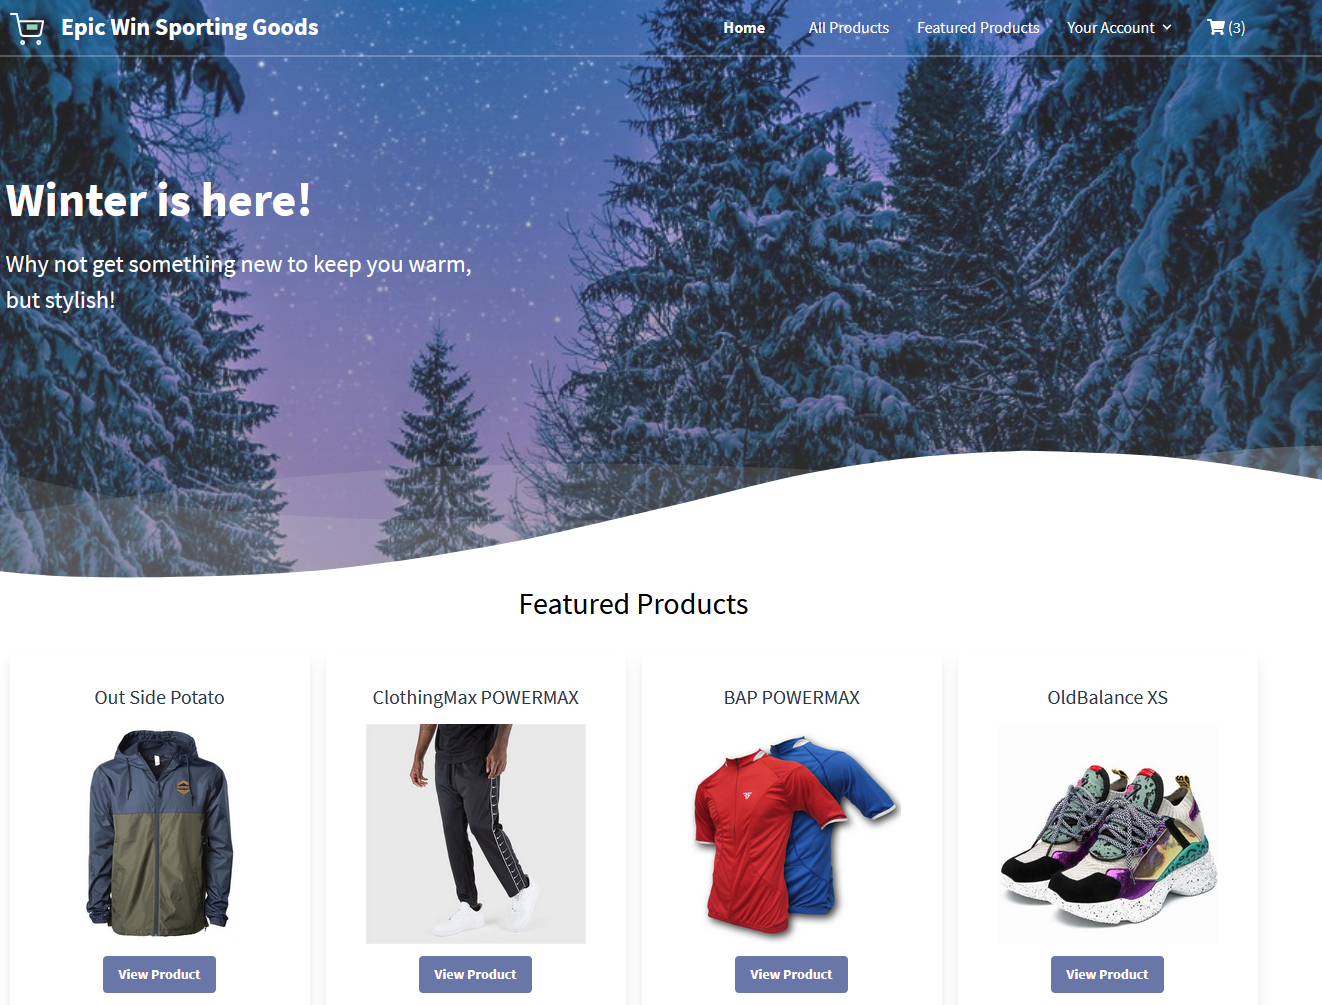 Epic Win Sporting Goods
Home All Products Featured Products Your Account (3)
Winter is here!
Why not get something new to keep you warm,
but stylish!
Featured Products
Out Side Potato
ClothingMax POWERMAX
BAP POWERMAX
OldBalance XS
View Product
View Product
View Product
View Product